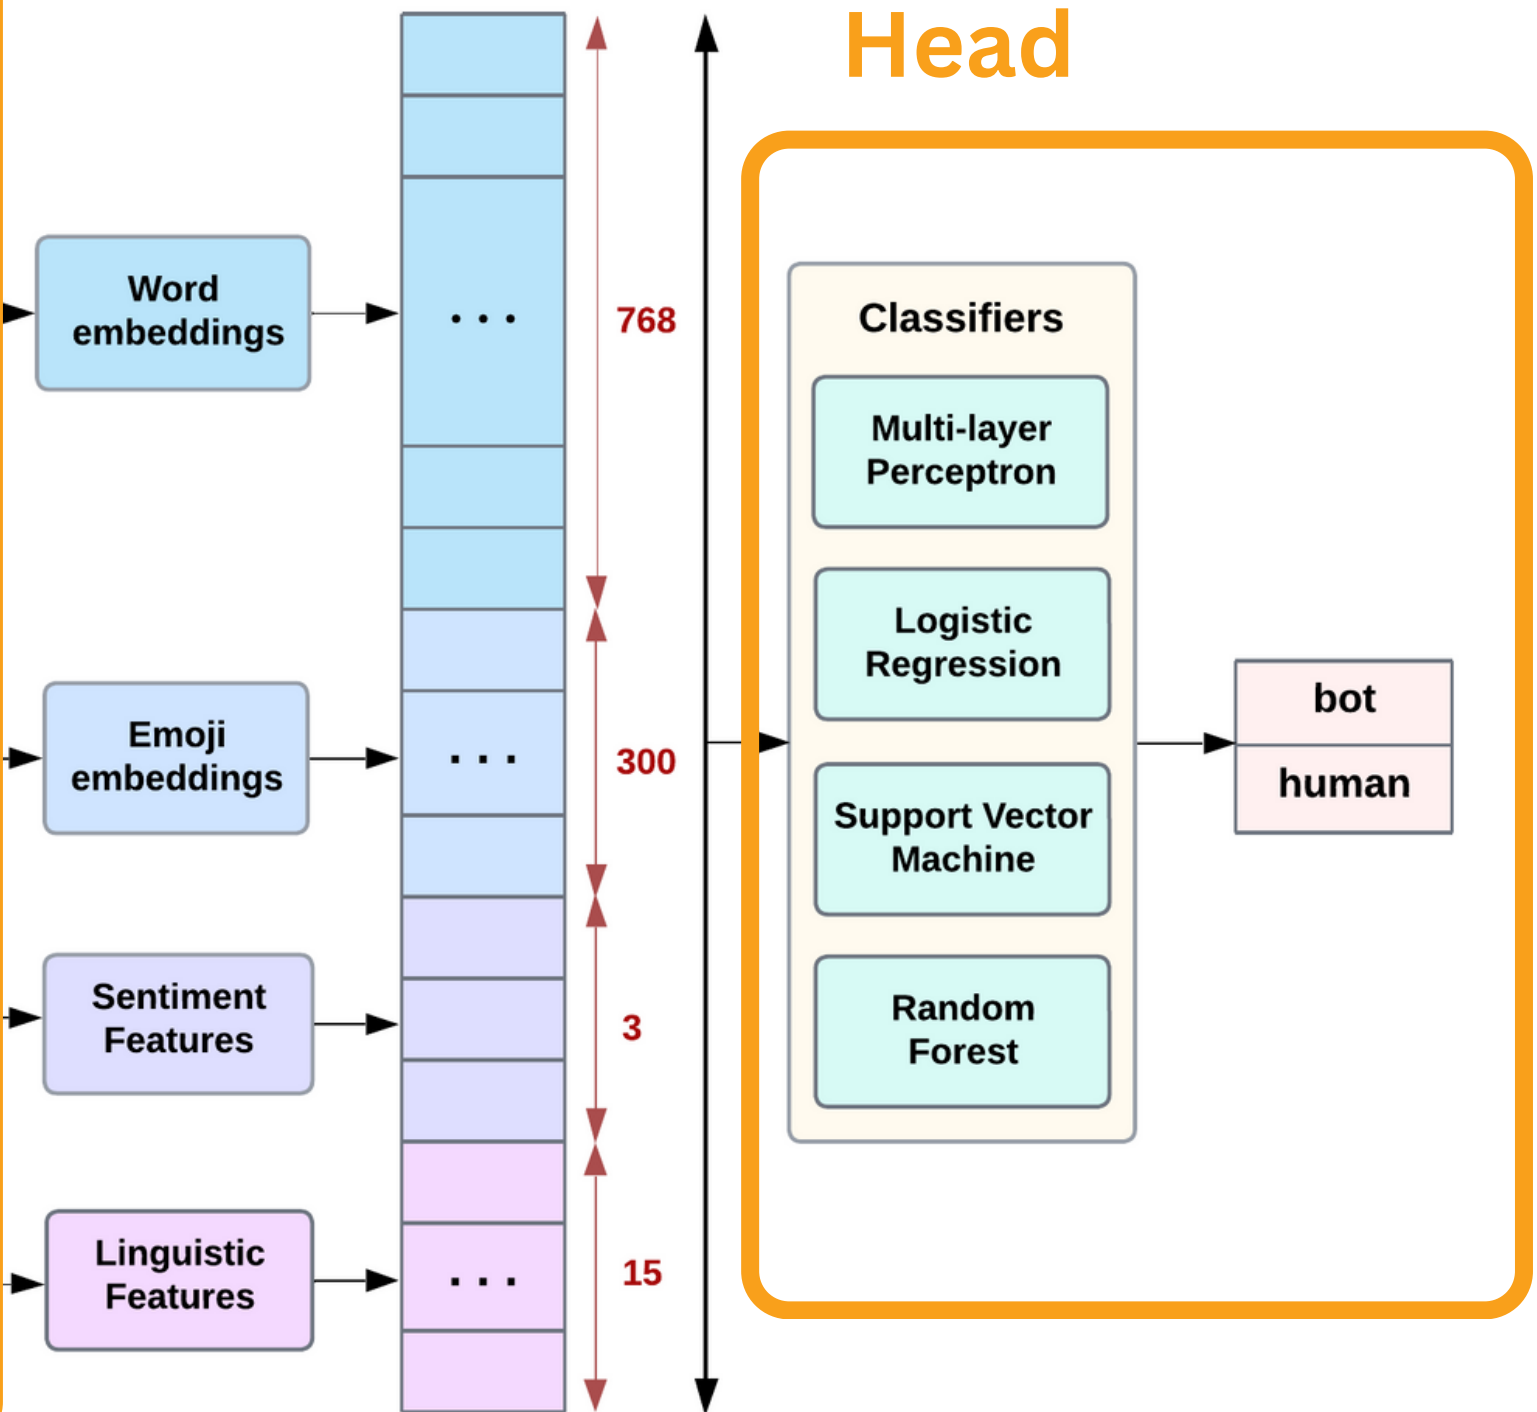 Head
Word
embeddings
. . .
768
Emoji
embeddings
. . .
300
Sentiment
Features
3
Linguistic
Features
. . .
15
Classifiers
Multi-layer
Perceptron
Logistic
Regression
Support Vector
Machine
Random
Forest
bot
human